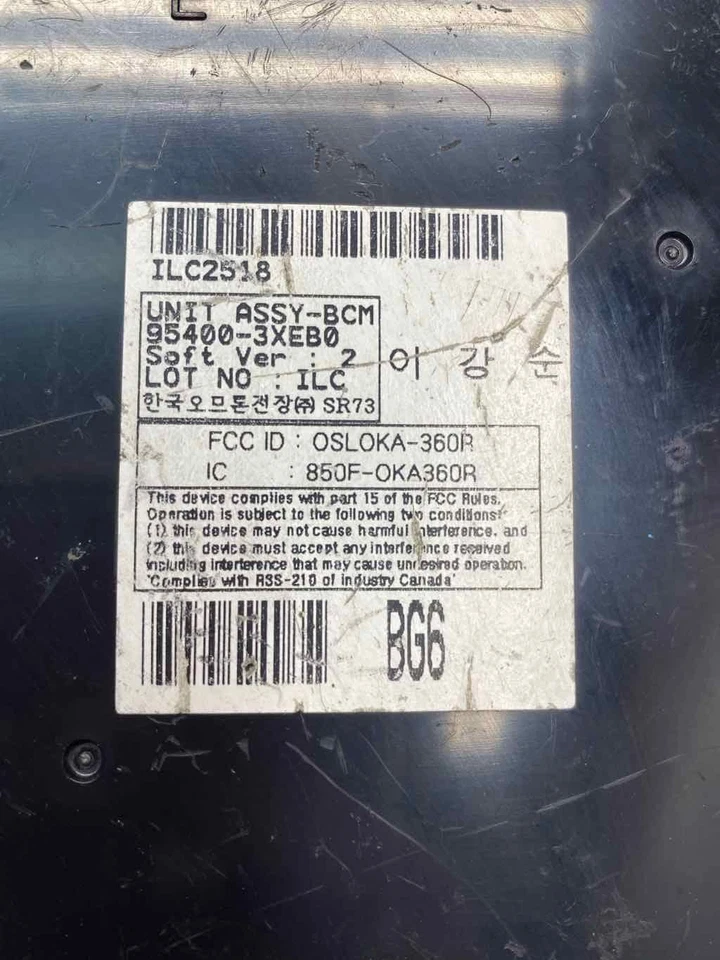 ILC2518
UNIT ASSY-BCM
95400-3XEB0
Soft Ver : 2
LOT NO : ILC
이 강 순
한국오므론전장(주) SR73
FCC ID : OSLOKA-360R
IC : 850F-OKA360R
This device complies with part 15 of the FCC Rules.
Operation is subject to the following two conditions:
(1) this device may not cause harmful interference, and
(2) this device must accept any interference received
including interference that may cause undesired operation.
"Complies with RSS-210 of Industry Canada"
BG6